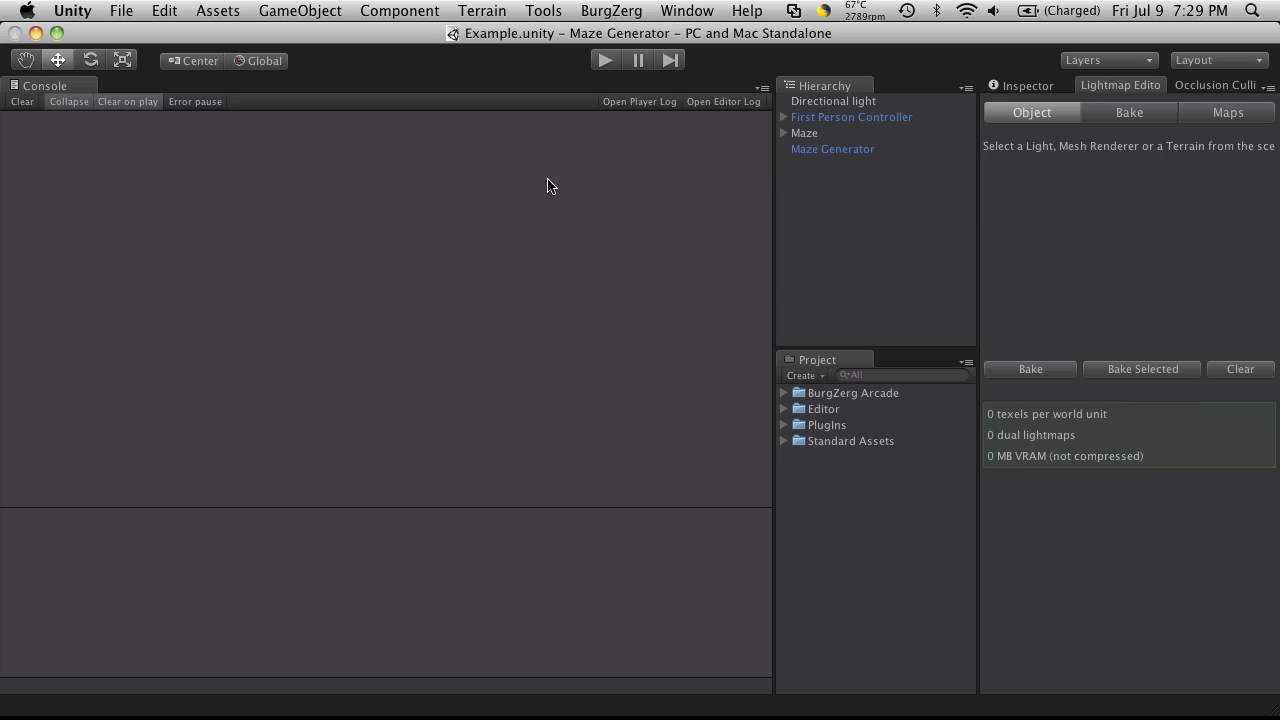 Unity File Edit Assets GameObject Component Terrain Tools BurgZerg Window Help 67°C 2789rpm (Charged) Fri Jul 9 7:29 PM
Example.unity – Maze Generator – PC and Mac Standalone
Center Global Layers Layout
Console Hierarchy Inspector Lightmap Edito Occlusion Culli
Clear Collapse Clear on play Error pause Open Player Log Open Editor Log
Directional light
First Person Controller
Maze
Maze Generator
Project
Create All
BurgZerg Arcade
Editor
PlugIns
Standard Assets
Object Bake Maps
Select a Light, Mesh Renderer or a Terrain from the sce
Bake Bake Selected Clear
0 texels per world unit
0 dual lightmaps
0 MB VRAM (not compressed)